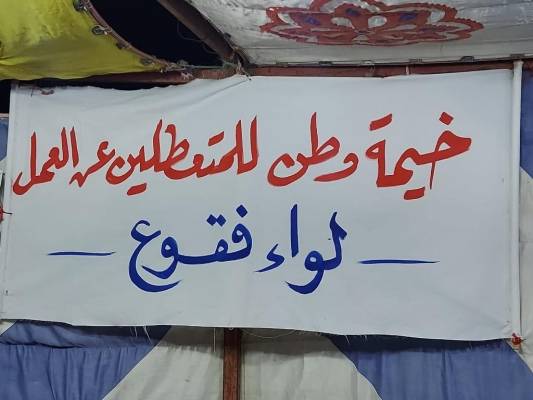 خيمة وطن للمتعطلين عن العمل
- لواء فقوع -